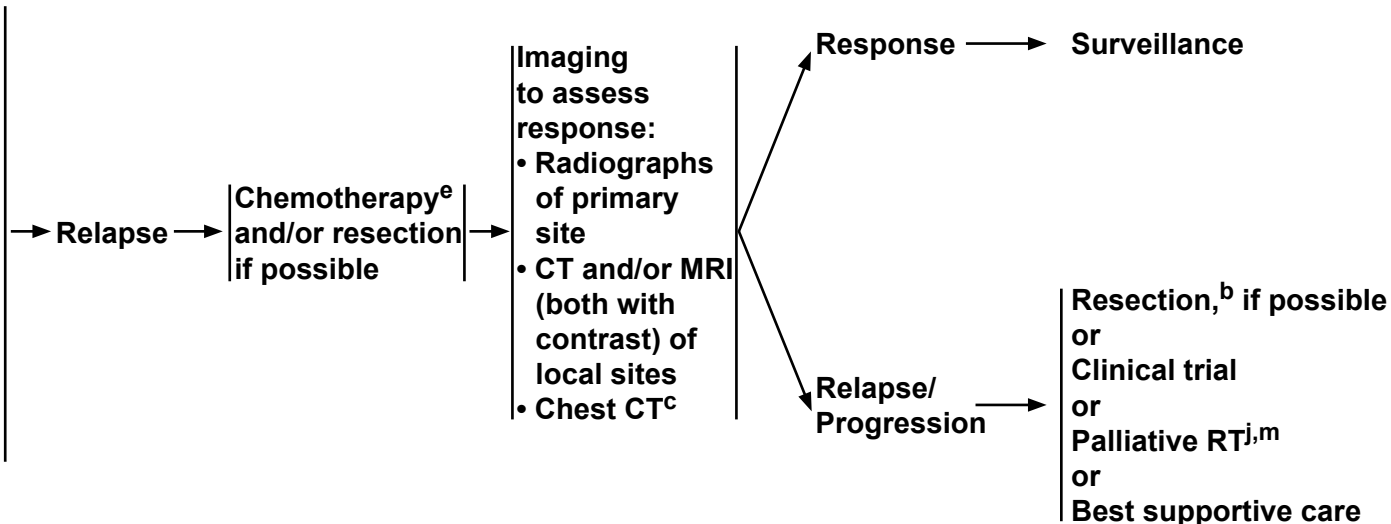 Relapse
Chemotherapyᵉ
and/or resection
if possible
Imaging
to assess
response:
• Radiographs
of primary
site
• CT and/or MRI
(both with
contrast) of
local sites
• Chest CTᶜ
Response
Surveillance
Relapse/
Progression
Resection,ᵇ if possible
or
Clinical trial
or
Palliative RTʲ,ᵐ
or
Best supportive care